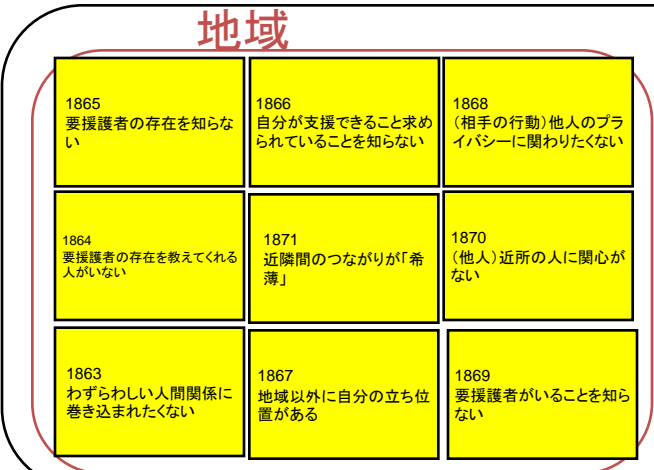 地域
1865
要援護者の存在を知らな
い
1866
自分が支援できること求め
られていることを知らない
1868
(相手の行動)他人のプラ
イバシーに関わりたくない
1864
要援護者の存在を教えてくれる
人がいない
1871
近隣間のつながりが「希
薄」
1870
(他人)近所の人に関心が
ない
1863
わずらわしい人間関係に
巻き込まれたくない
1867
地域以外に自分の立ち位
置がある
1869
要援護者がいることを知ら
ない